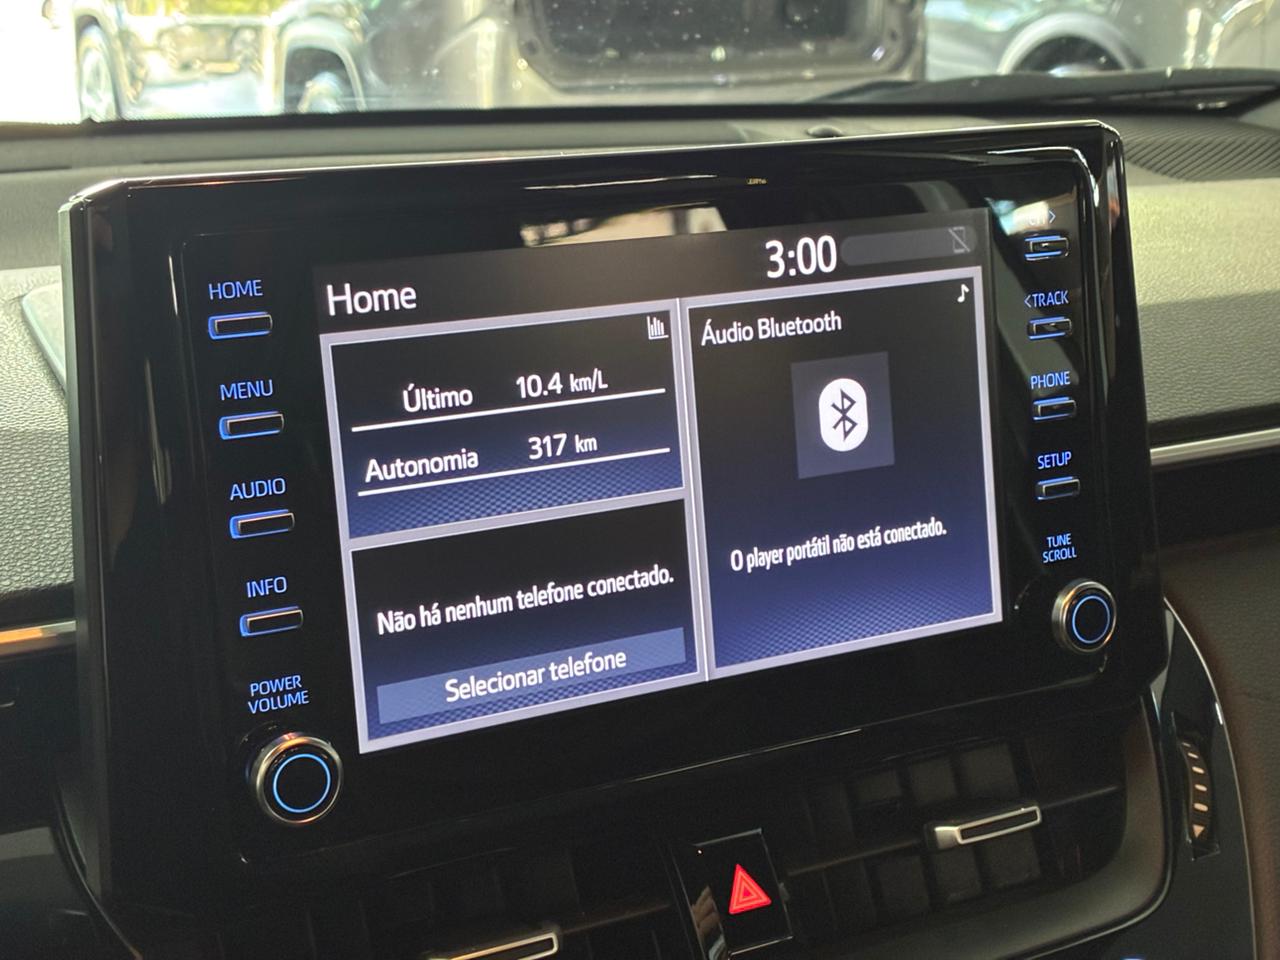 HOME
MENU
AUDIO
INFO
POWER
VOLUME
Home
3:00
Último 10.4 km/L
Autonomia 317 km
Não há nenhum telefone conectado.
Selecionar telefone
Áudio Bluetooth
O player portátil não está conectado.
<TRACK
PHONE
SETUP
TUNE
SCROLL